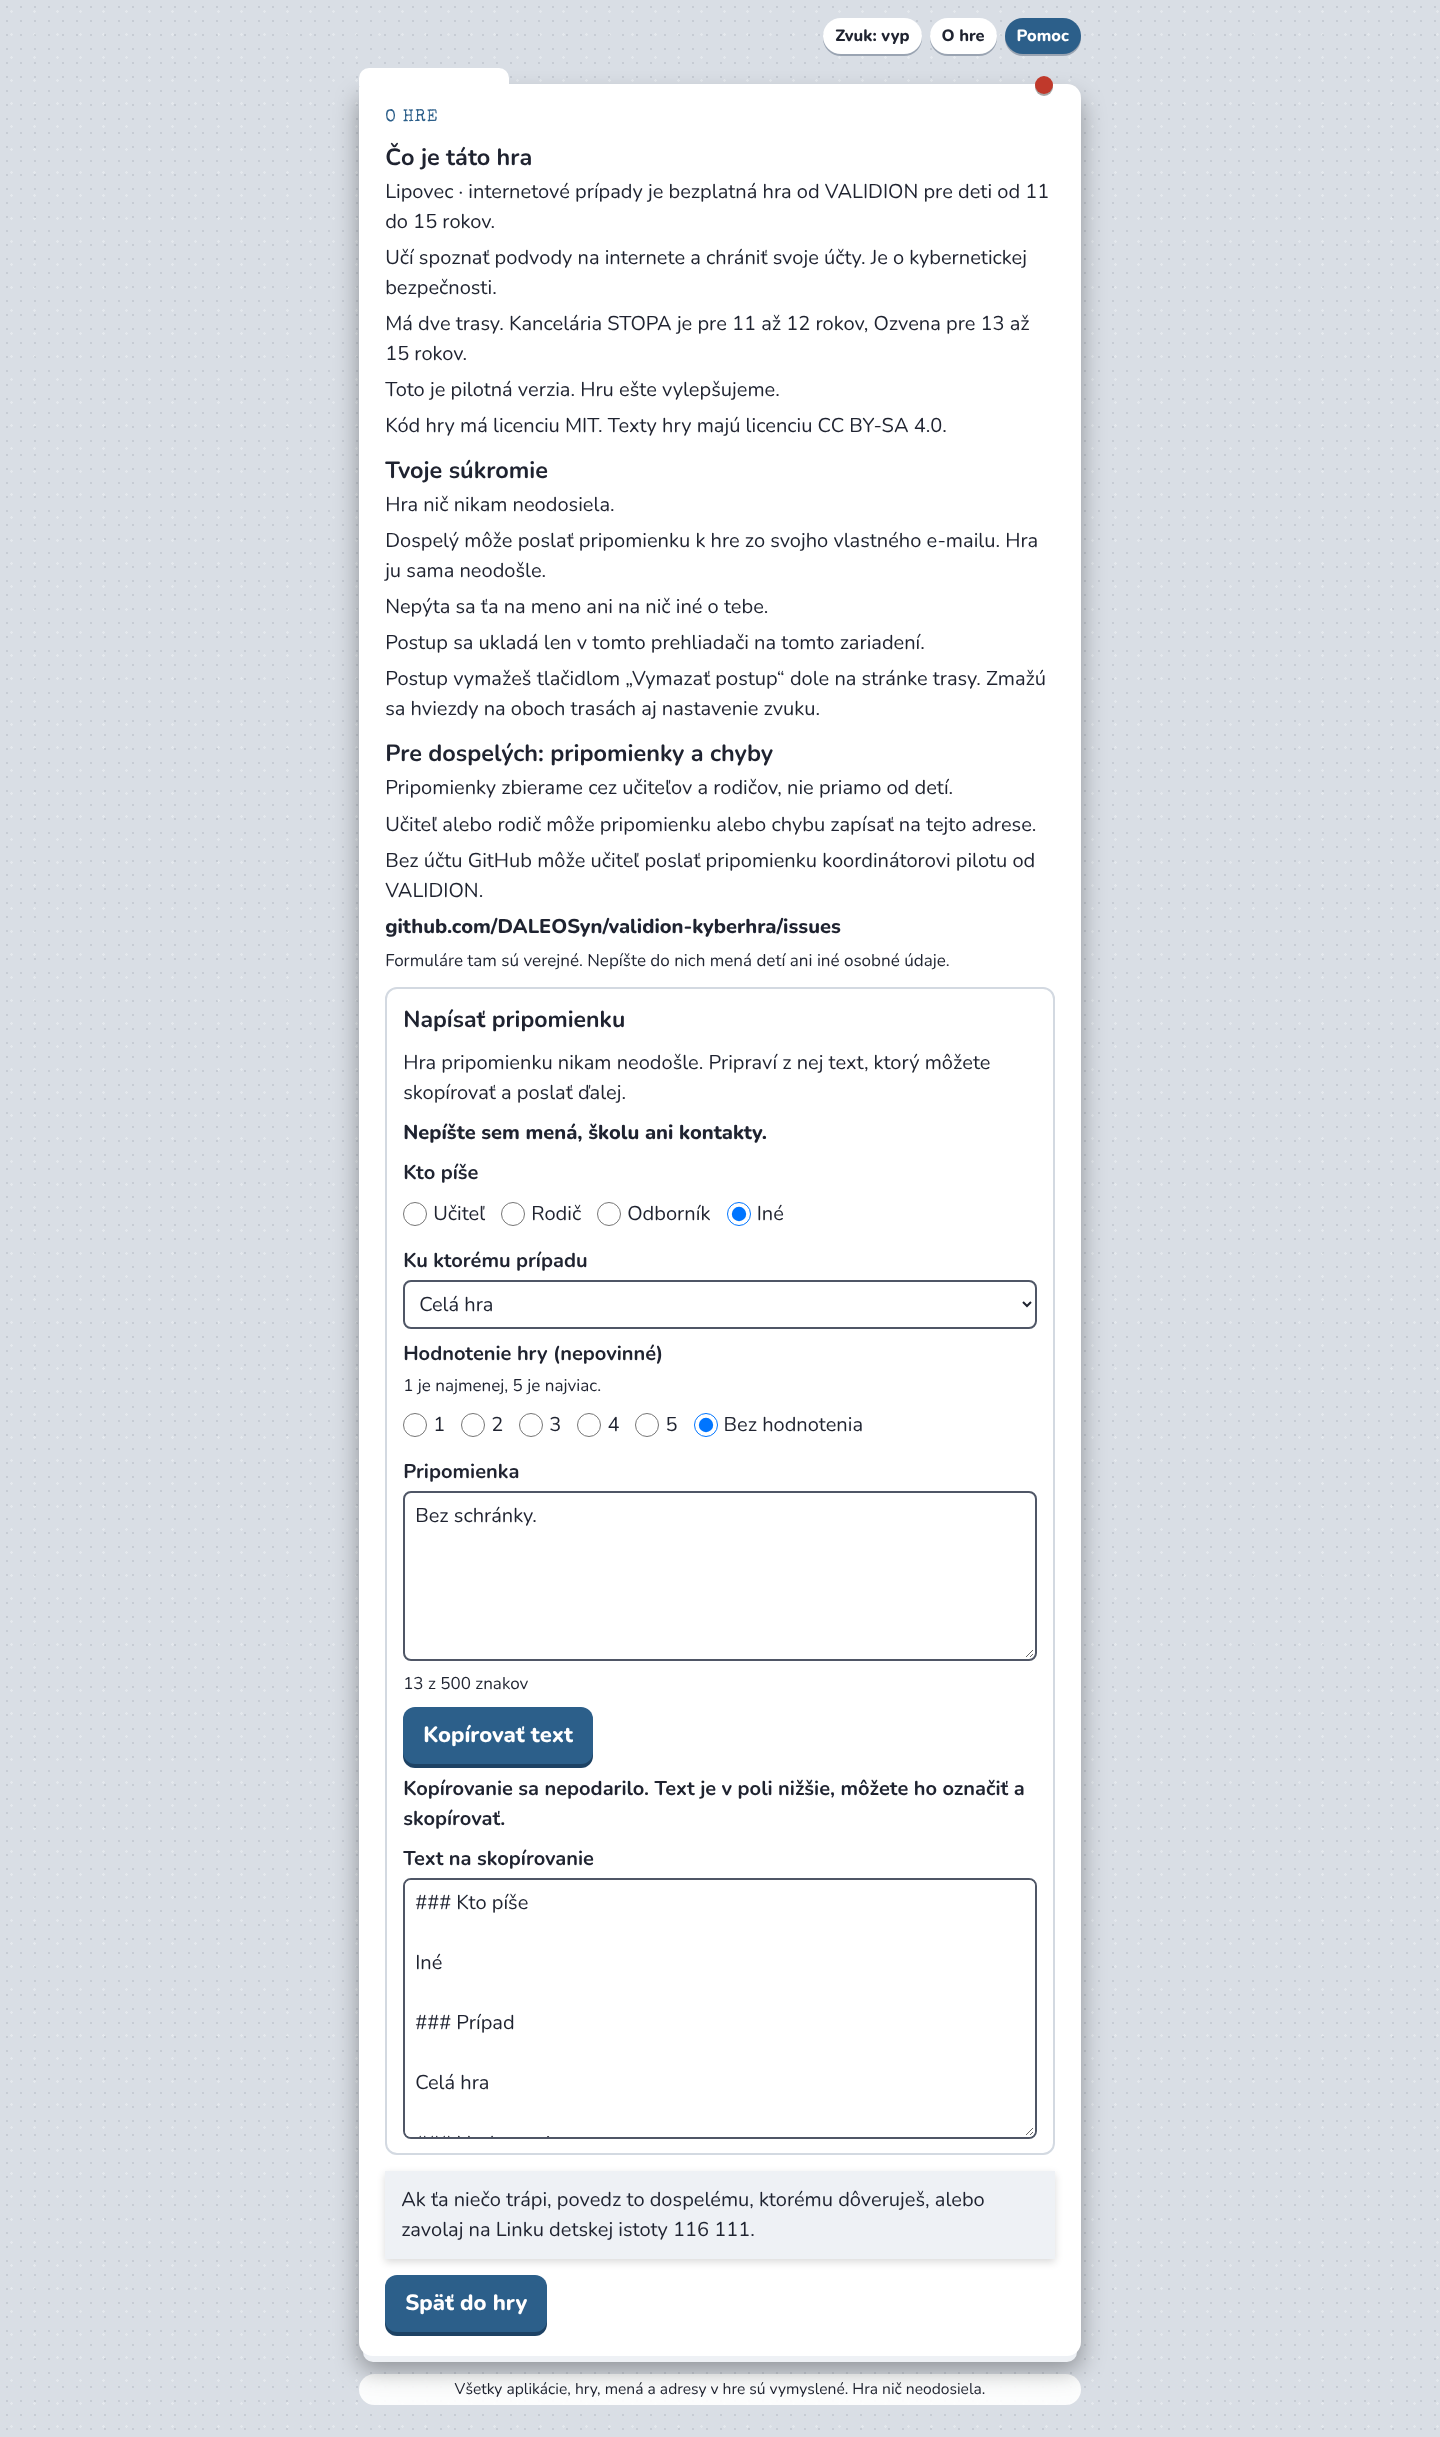 Zvuk: vyp
O hre
Pomoc
O HRE
Čo je táto hra
Lipovec · internetové prípady je bezplatná hra od VALIDION pre deti od 11
do 15 rokov.
Učí spoznať podvody na internete a chrániť svoje účty. Je o kybernetickej
bezpečnosti.
Má dve trasy. Kancelária STOPA je pre 11 až 12 rokov, Ozvena pre 13 až
15 rokov.
Toto je pilotná verzia. Hru ešte vylepšujeme.
Kód hry má licenciu MIT. Texty hry majú licenciu CC BY-SA 4.0.
Tvoje súkromie
Hra nič nikam neodosiela.
Dospelý môže poslať pripomienku k hre zo svojho vlastného e-mailu. Hra
ju sama neodošle.
Nepýta sa ťa na meno ani na nič iné o tebe.
Postup sa ukladá len v tomto prehliadači na tomto zariadení.
Postup vymažeš tlačidlom „Vymazať postup“ dole na stránke trasy. Zmažú
sa hviezdy na oboch trasách aj nastavenie zvuku.
Pre dospelých: pripomienky a chyby
Pripomienky zbierame cez učiteľov a rodičov, nie priamo od detí.
Učiteľ alebo rodič môže pripomienku alebo chybu zapísať na tejto adrese.
Bez účtu GitHub môže učiteľ poslať pripomienku koordinátorovi pilotu od
VALIDION.
github.com/DALEOSyn/validion-kyberhra/issues
Formuláre tam sú verejné. Nepíšte do nich mená detí ani iné osobné údaje.
Napísať pripomienku
Hra pripomienku nikam neodošle. Pripraví z nej text, ktorý môžete
skopírovať a poslať ďalej.
Nepíšte sem mená, školu ani kontakty.
Kto píše
Učiteľ Rodič Odborník Iné
Ku ktorému prípadu
Celá hra
Hodnotenie hry (nepovinné)
1 je najmenej, 5 je najviac.
1 2 3 4 5 Bez hodnotenia
Pripomienka
Bez schránky.
13 z 500 znakov
Kopírovať text
Kopírovanie sa nepodarilo. Text je v poli nižšie, môžete ho označiť a
skopírovať.
Text na skopírovanie
### Kto píše
Iné
### Prípad
Celá hra
Ak ťa niečo trápi, povedz to dospelému, ktorému dôveruješ, alebo
zavolaj na Linku detskej istoty 116 111.
Späť do hry
Všetky aplikácie, hry, mená a adresy v hre sú vymyslené. Hra nič neodosiela.